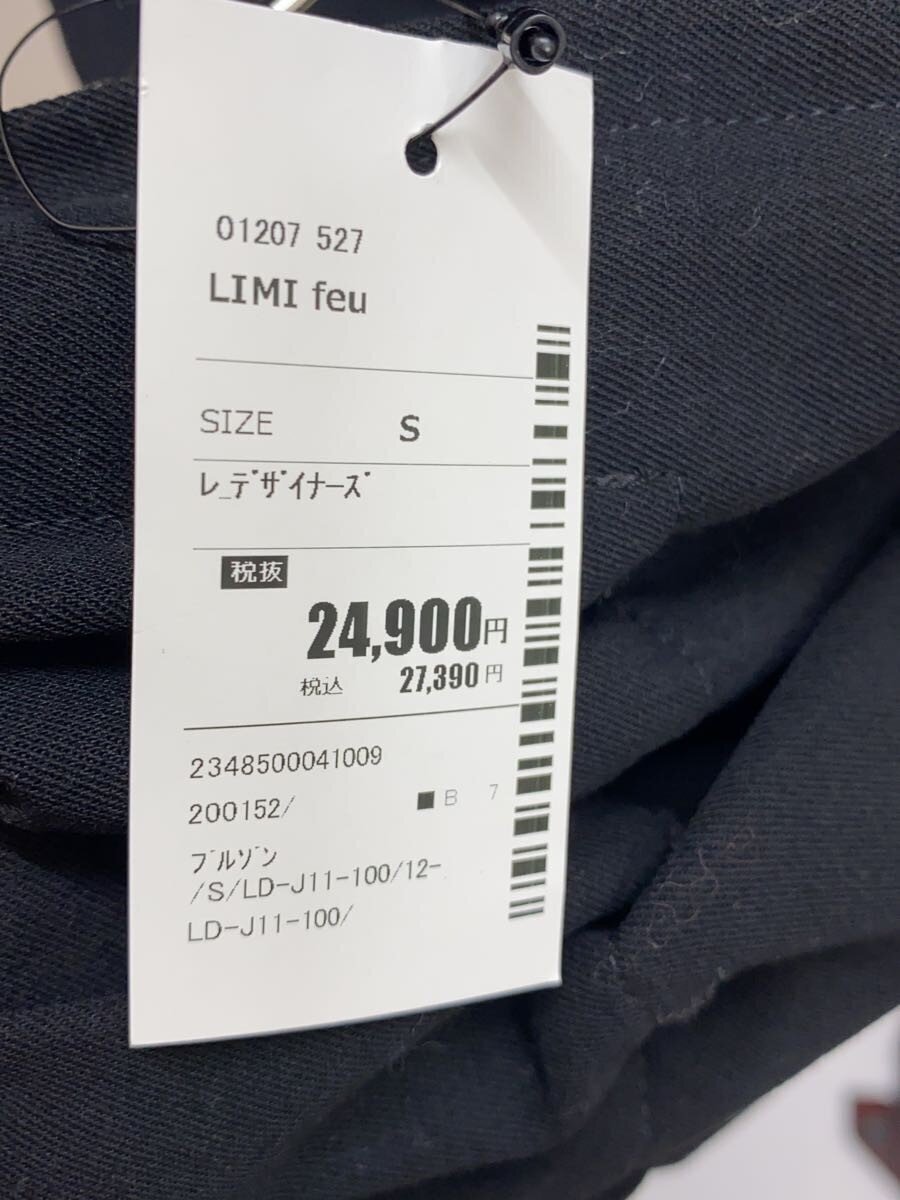 01207 527
LIMI feu
SIZE S
ﾚ_ﾃﾞｻﾞｲﾅｰｽﾞ
税抜
24,900円
税込 27,390円
2348500041009
200152/ ■B 7
ﾌﾞﾙｿﾞﾝ
/S/LD-J11-100/12-
LD-J11-100/